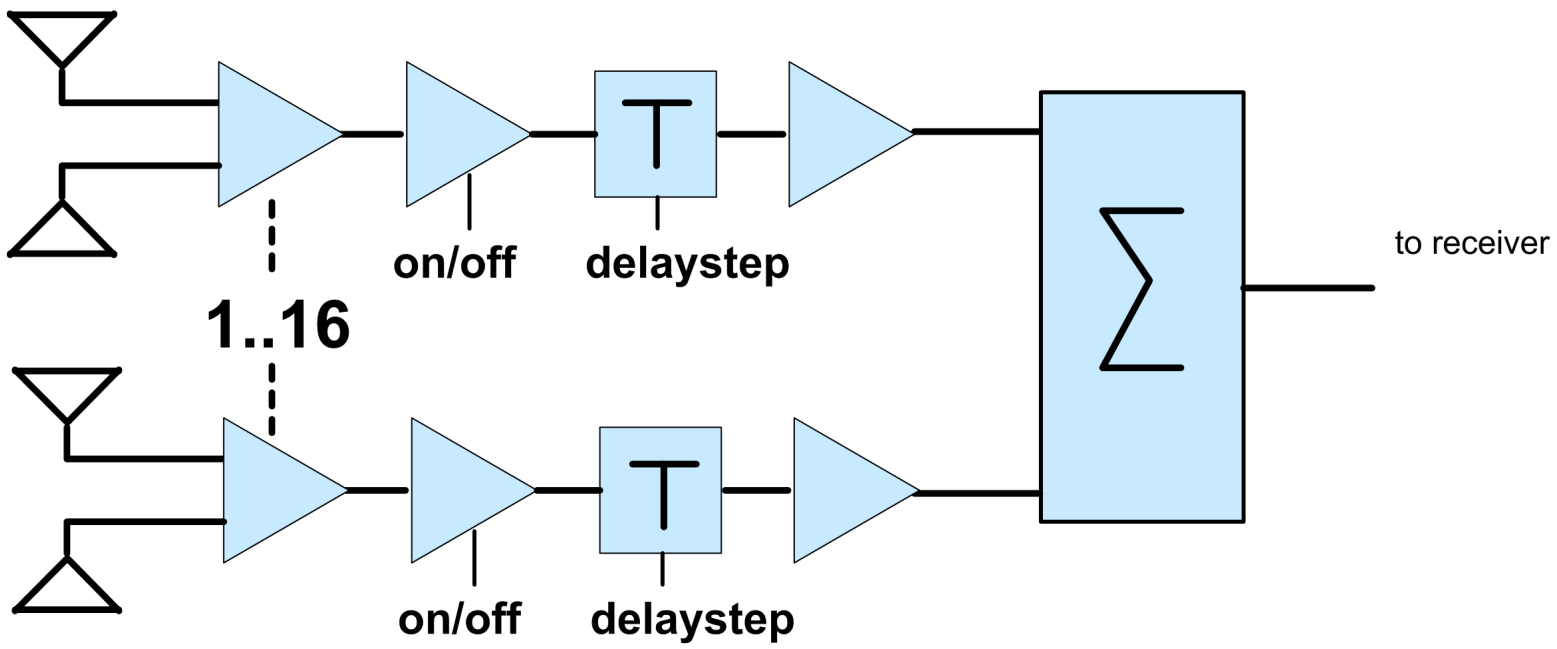 T
T
on/off
delaystep
Σ
to receiver
1..16
on/off
delaystep